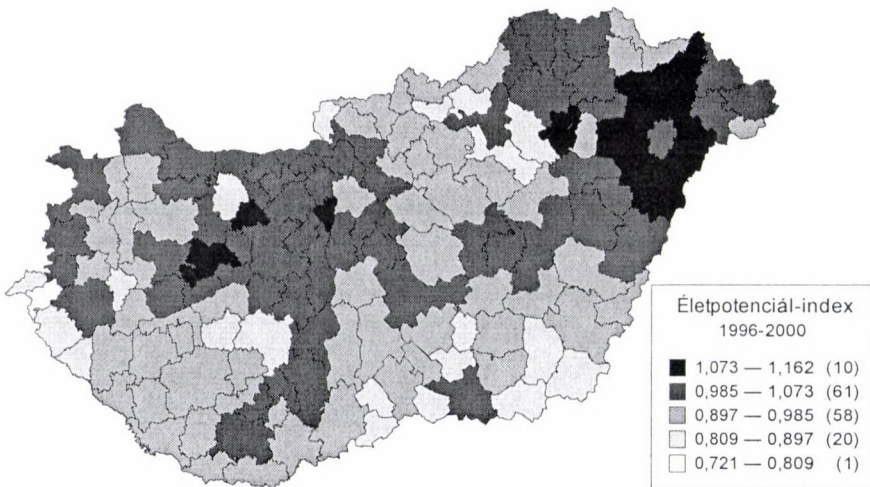 Életpotenciál-index
1996-2000
1,073 — 1,162 (10)
0,985 — 1,073 (61)
0,897 — 0,985 (58)
0,809 — 0,897 (20)
0,721 — 0,809 (1)